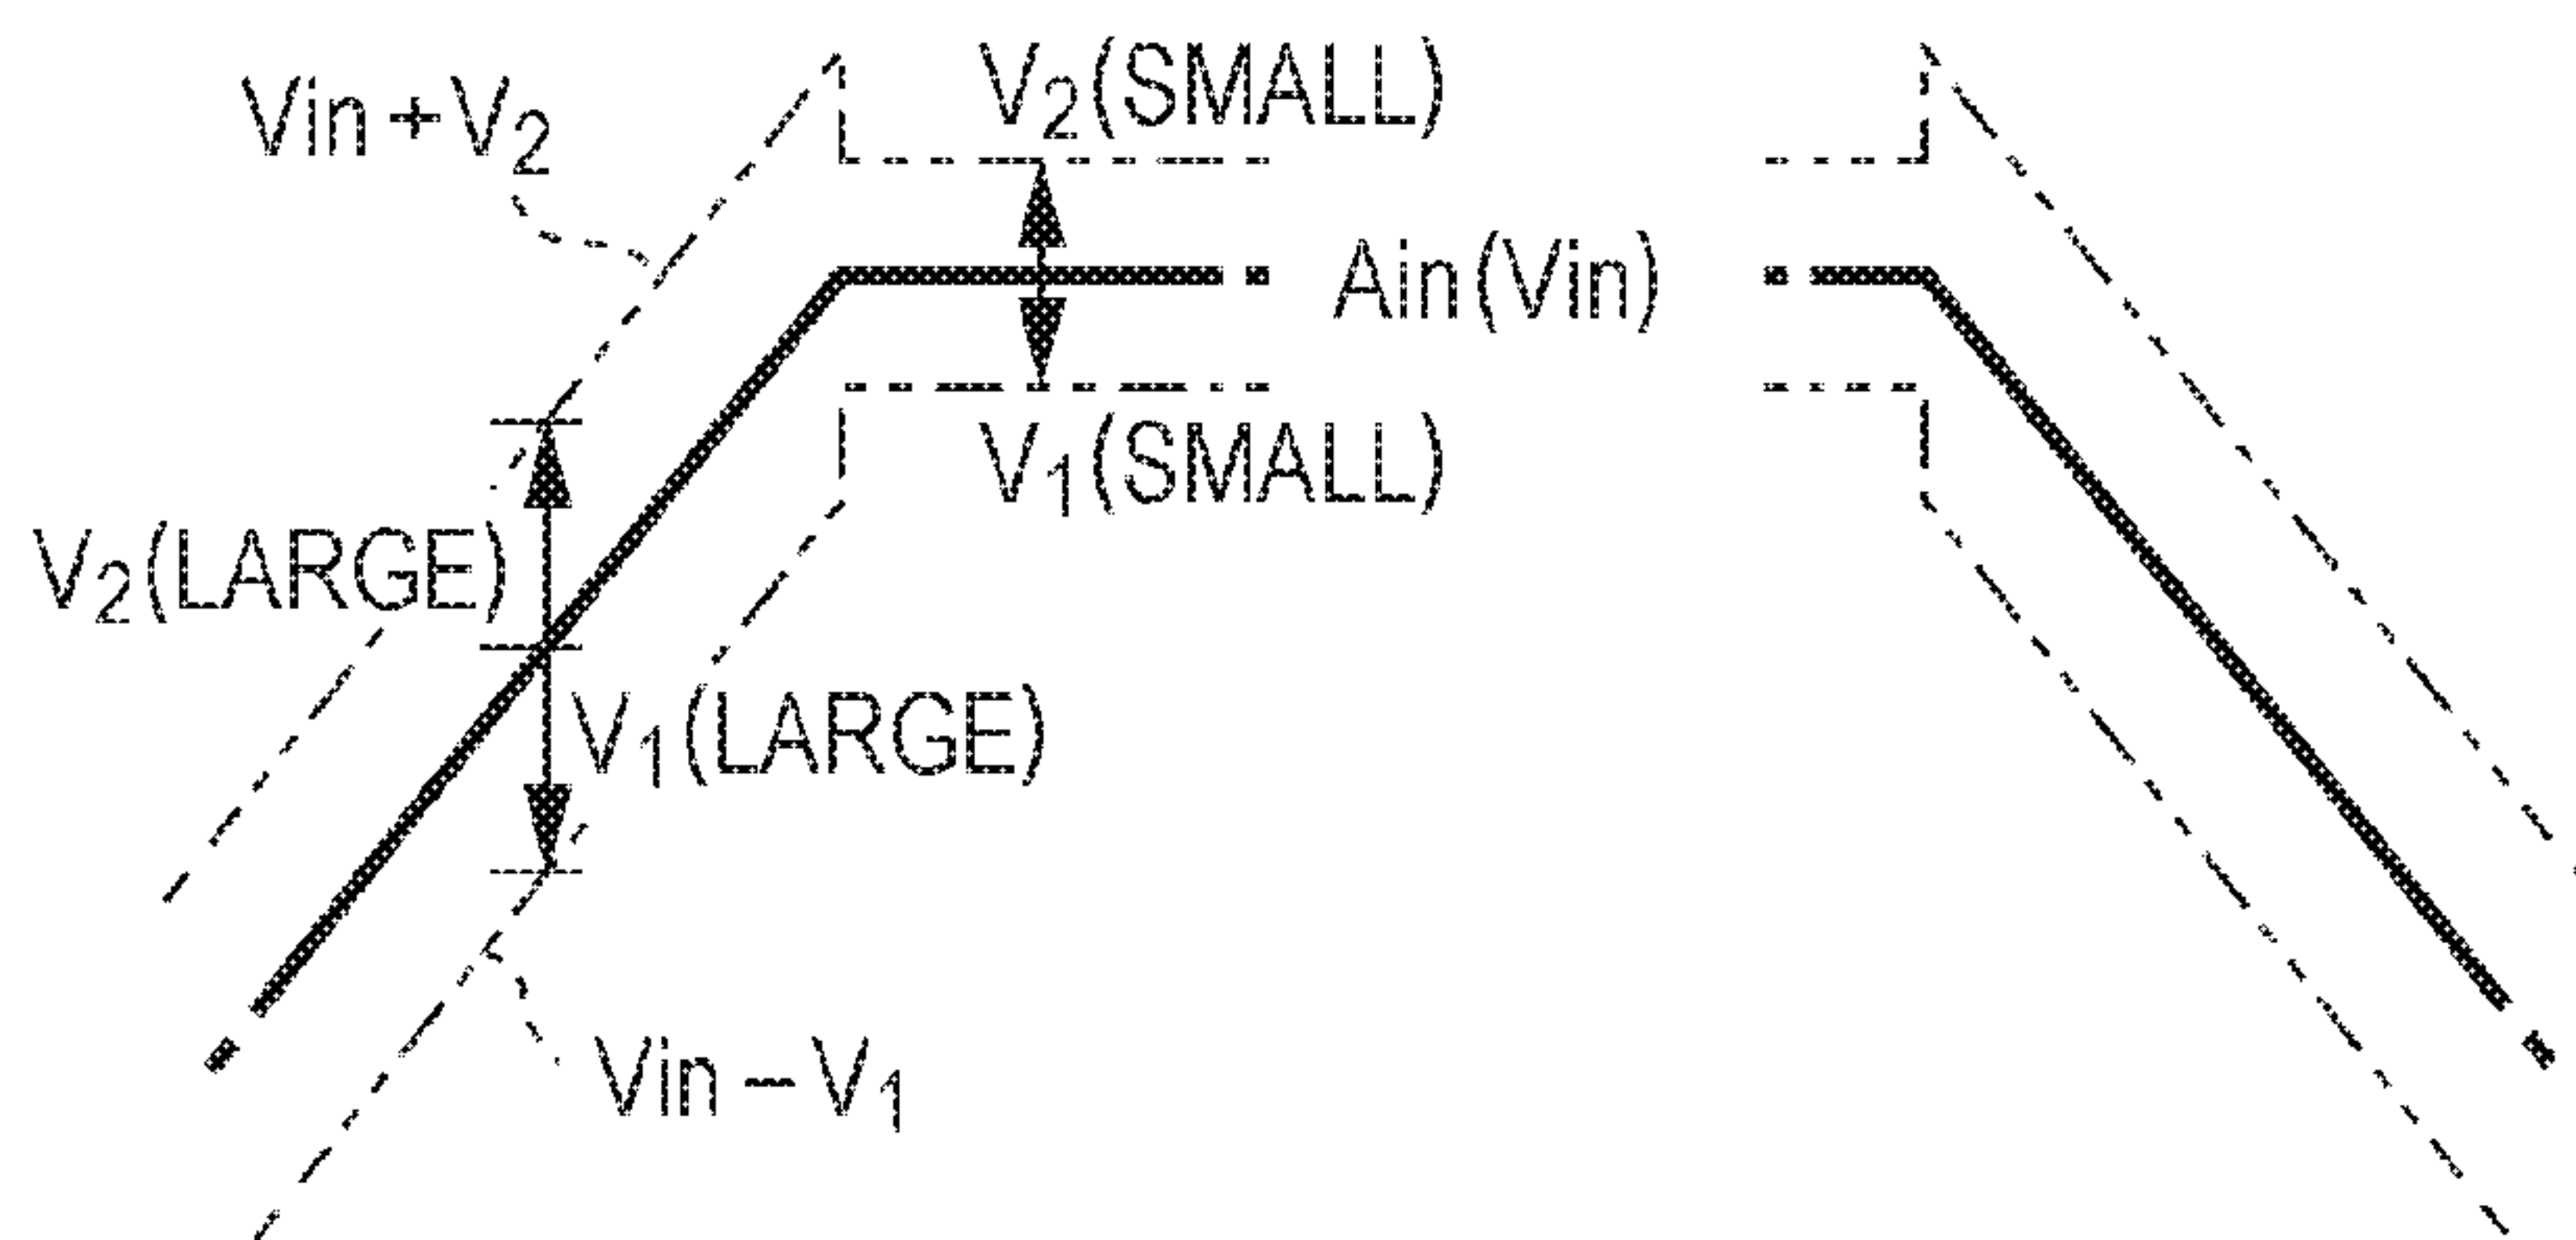 Vin + V2
V2 (SMALL)
Ain (Vin)
V1 (SMALL)
V2 (LARGE)
V1 (LARGE)
Vin – V1